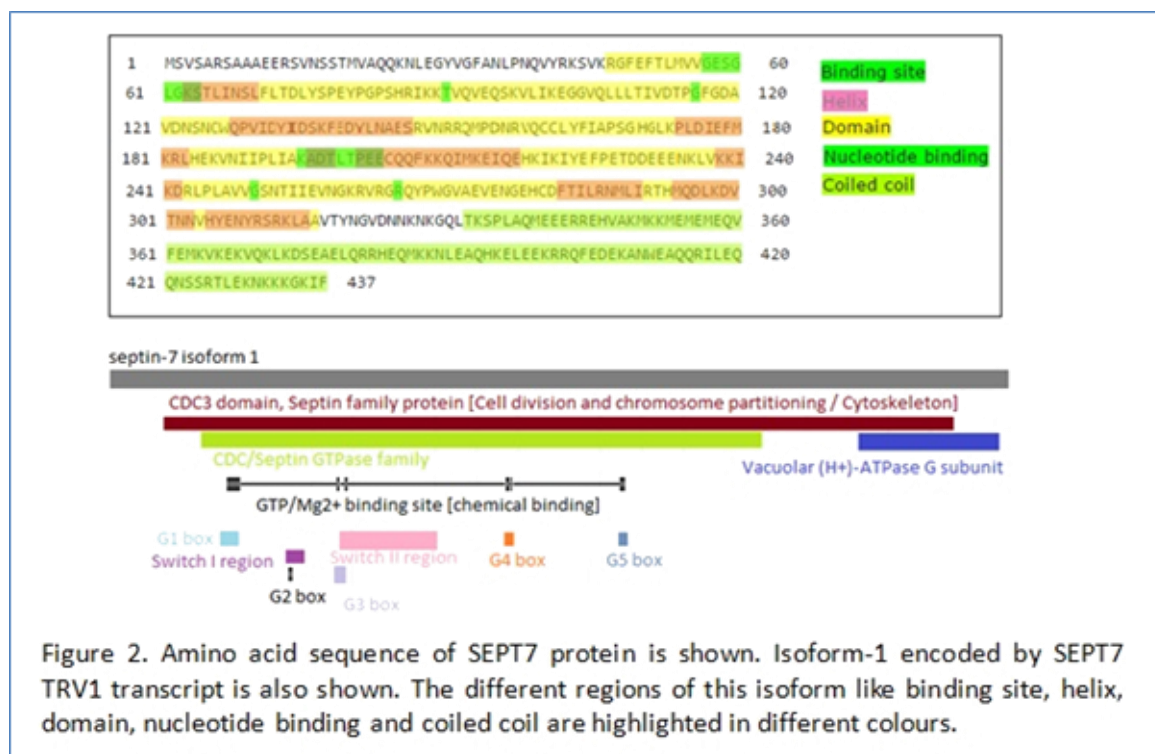 1 MSVSARSAAAEERSVNSSTMVAQQKNLEGYVGFANLPNQVYRKSVKRGFEFTLMVVGESG 60
Binding site
61 LGKSTLINSLFLTDLYSPEYPGPSHRIKKTVQVEQSKVLIKEGGVQLLLTIVDTPGFGDA 120
Helix
121 VDNSNCWQPVIDYIDSKFEDYLNAESRVNRRQMPDNRVQCCLYFIAPSGHGLKPLDIEFM 180
Domain
181 KRLHEKVNIIPLIAKADTLTPEECQQFKKQIMKEIQEHKIKIYEFPETDDEEENKLVKKI 240
Nucleotide binding
241 KDRLPLAVVGSNTIIEVNGKRVRGRQYPWGVAEVENGEHCDFTILRNMLIRTHMQDLKDV 300
Coiled coil
301 TNNVHYENYRSRKLAAVTYNGVDNNKNKGQLTKSPLAQMEEERREHVAKMKKMEMEMEQV 360
361 FEMKVKEKVQKLKDSEAELQRRHEQMKKNLEAQHKELEEKRRQFEDEKANWEAQQRILEQ 420
421 QNSSRTLEKNKKKGKIF 437
septin-7 isoform 1
CDC3 domain, Septin family protein [Cell division and chromosome partitioning / Cytoskeleton]
CDC/Septin GTPase family
Vacuolar (H+)-ATPase G subunit
GTP/Mg2+ binding site [chemical binding]
G1 box
Switch I region
Switch II region
G4 box
G5 box
G2 box
G3 box
Figure 2. Amino acid sequence of SEPT7 protein is shown. Isoform-1 encoded by SEPT7
TRV1 transcript is also shown. The different regions of this isoform like binding site, helix,
domain, nucleotide binding and coiled coil are highlighted in different colours.